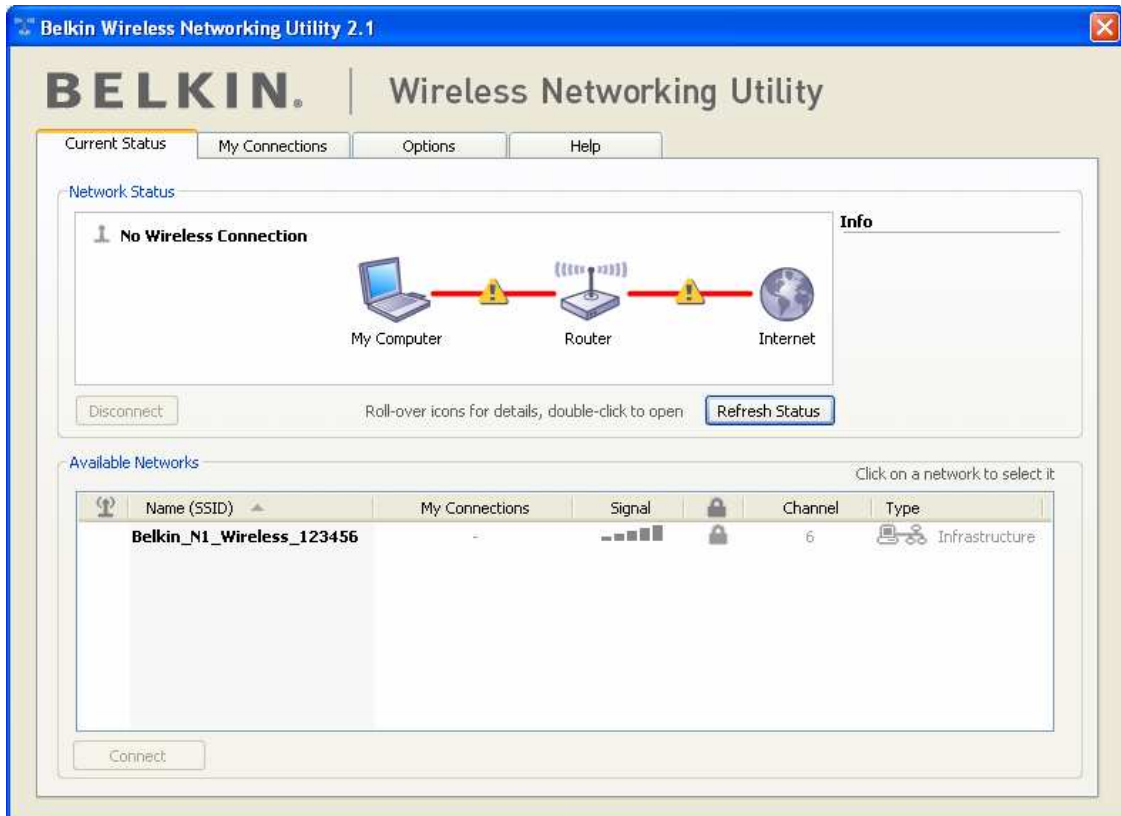 Belkin Wireless Networking Utility 2.1
BELKIN. Wireless Networking Utility
Current Status My Connections Options Help
Network Status
No Wireless Connection
Info
My Computer Router Internet
Disconnect Roll-over icons for details, double-click to open Refresh Status
Available Networks
Click on a network to select it
Name (SSID) My Connections Signal Channel Type
Belkin_N1_Wireless_123456 - 6 Infrastructure
Connect